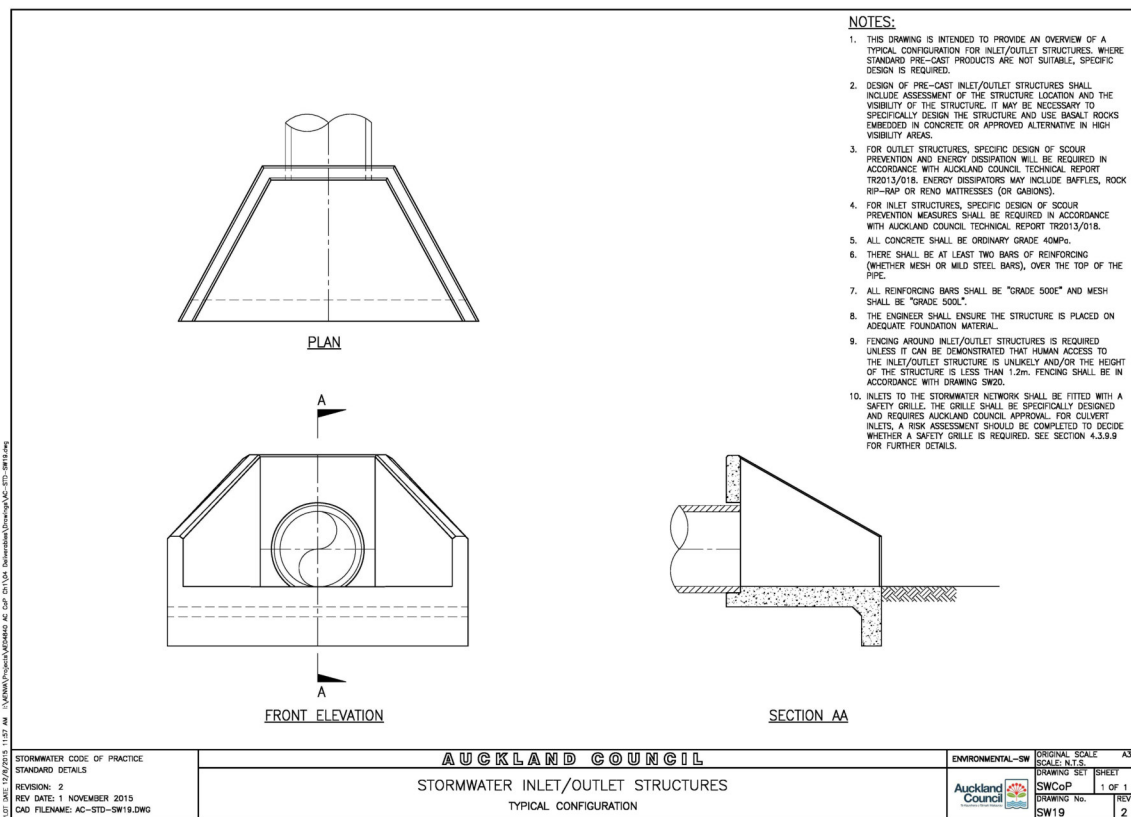 NOTES:
1. THIS DRAWING IS INTENDED TO PROVIDE AN OVERVIEW OF A
TYPICAL CONFIGURATION FOR INLET/OUTLET STRUCTURES. WHERE
STANDARD PRE-CAST PRODUCTS ARE NOT SUITABLE, SPECIFIC
DESIGN IS REQUIRED.
2. DESIGN OF PRE-CAST INLET/OUTLET STRUCTURES SHALL
INCLUDE ASSESSMENT OF THE STRUCTURE LOCATION AND THE
VISIBILITY OF THE STRUCTURE. IT MAY BE NECESSARY TO
SPECIFICALLY DESIGN THE STRUCTURE AND USE BASALT ROCKS
EMBEDDED IN CONCRETE OR APPROVED ALTERNATIVE IN HIGH
VISIBILITY AREAS.
3. FOR OUTLET STRUCTURES, SPECIFIC DESIGN OF SCOUR
PREVENTION AND ENERGY DISSIPATION WILL BE REQUIRED IN
ACCORDANCE WITH AUCKLAND COUNCIL TECHNICAL REPORT
TR2013/018. ENERGY DISSIPATORS MAY INCLUDE BAFFLES, ROCK
RIP-RAP OR RENO MATTRESSES (OR GABIONS).
4. FOR INLET STRUCTURES, SPECIFIC DESIGN OF SCOUR
PREVENTION MEASURES SHALL BE REQUIRED IN ACCORDANCE
WITH AUCKLAND COUNCIL TECHNICAL REPORT TR2013/018.
5. ALL CONCRETE SHALL BE ORDINARY GRADE 40MPa.
6. THERE SHALL BE AT LEAST TWO BARS OF REINFORCING
(WHETHER MESH OR MILD STEEL BARS), OVER THE TOP OF THE
PIPE.
7. ALL REINFORCING BARS SHALL BE "GRADE 500E" AND MESH
SHALL BE "GRADE 500L".
8. THE ENGINEER SHALL ENSURE THE STRUCTURE IS PLACED ON
ADEQUATE FOUNDATION MATERIAL.
9. FENCING AROUND INLET/OUTLET STRUCTURES IS REQUIRED
UNLESS IT CAN BE DEMONSTRATED THAT HUMAN ACCESS TO
THE INLET/OUTLET STRUCTURE IS UNLIKELY AND/OR THE HEIGHT
OF THE STRUCTURE IS LESS THAN 1.2m. FENCING SHALL BE IN
ACCORDANCE WITH DRAWING SW20.
10. INLETS TO THE STORMWATER NETWORK SHALL BE FITTED WITH A
SAFETY GRILLE. THE GRILLE SHALL BE SPECIFICALLY DESIGNED
AND REQUIRES AUCKLAND COUNCIL APPROVAL. FOR CULVERT
INLETS, A RISK ASSESSMENT SHOULD BE COMPLETED TO DECIDE
WHETHER A SAFETY GRILLE IS REQUIRED. SEE SECTION 4.3.9.9
FOR FURTHER DETAILS.
PLAN
A
A
FRONT ELEVATION
SECTION AA
STORMWATER CODE OF PRACTICE
STANDARD DETAILS
REVISION: 2
REV DATE: 1 NOVEMBER 2015
CAD FILENAME: AC-STD-SW19.DWG
AUCKLAND COUNCIL
STORMWATER INLET/OUTLET STRUCTURES
TYPICAL CONFIGURATION
ENVIRONMENTAL-SW
ORIGINAL SCALE A3
SCALE: N.T.S.
Auckland
Council
DRAWING SET SHEET
SWCoP 1 OF 1
DRAWING No. REV
SW19 2